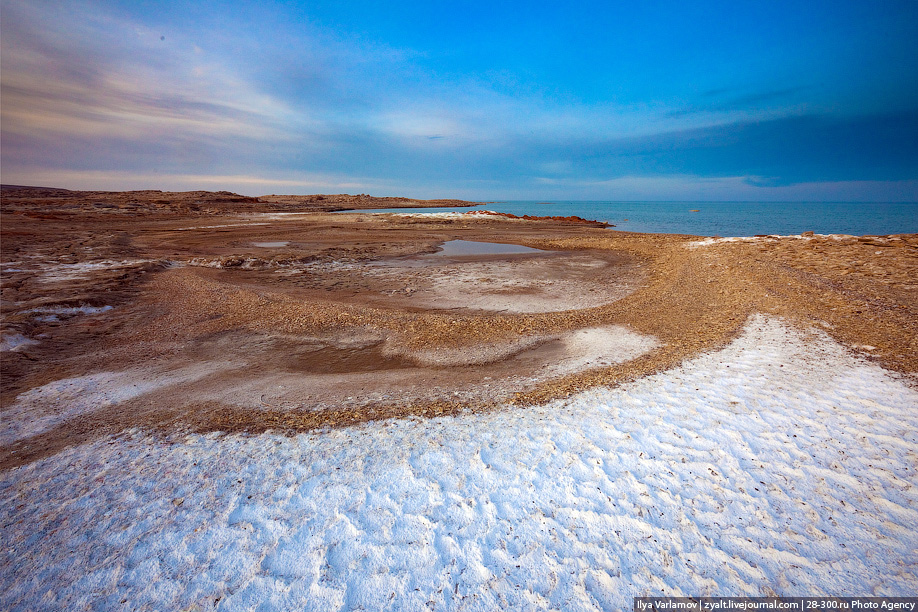 Ilya Varlamov | zyalt.livejournal.com | 28-300.ru Photo Agency